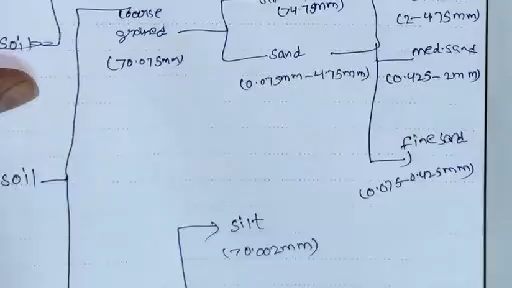 (>4.75mm)
(2-4.75mm)
soil
coarse
grained
(>0.075mm)
sand
(0.075mm-4.75mm)
med.sand
(0.425-2mm)
fine sand
(0.075-0.425mm)
soil
silt
(>0.002mm)